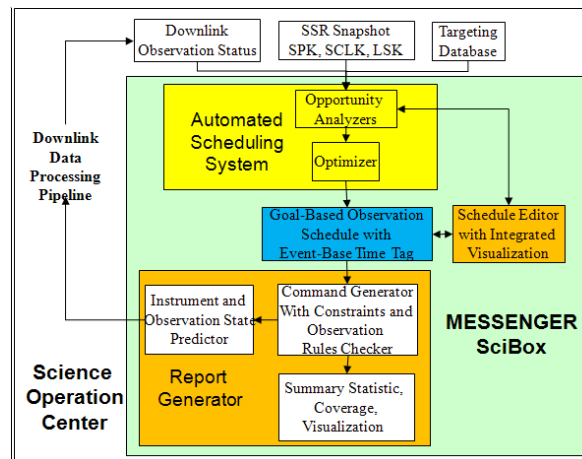 Downlink
Observation Status
SSR Snapshot
SPK, SCLK, LSK
Targeting
Database
Automated
Scheduling
System
Opportunity
Analyzers
Optimizer
Downlink
Data
Processing
Pipeline
Goal-Based Observation
Schedule with
Event-Base Time Tag
Schedule Editor
with Integrated
Visualization
Instrument and
Observation State
Predictor
Command Generator
With Constraints and
Observation
Rules Checker
MESSENGER
SciBox
Science
Operation
Center
Report
Generator
Summary Statistic,
Coverage,
Visualization